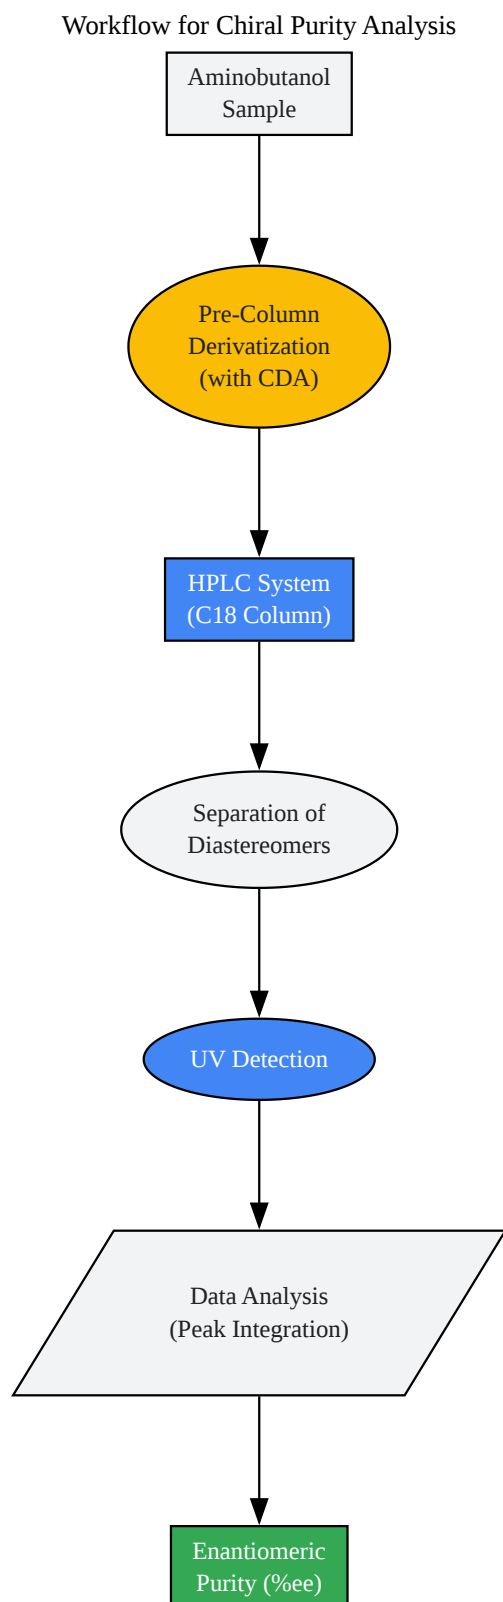 Workflow for Chiral Purity Analysis
Aminobutanol
Sample
Pre-Column
Derivatization
(with CDA)
HPLC System
(C18 Column)
Separation of
Diastereomers
UV Detection
Data Analysis
(Peak Integration)
Enantiomeric
Purity (%ee)